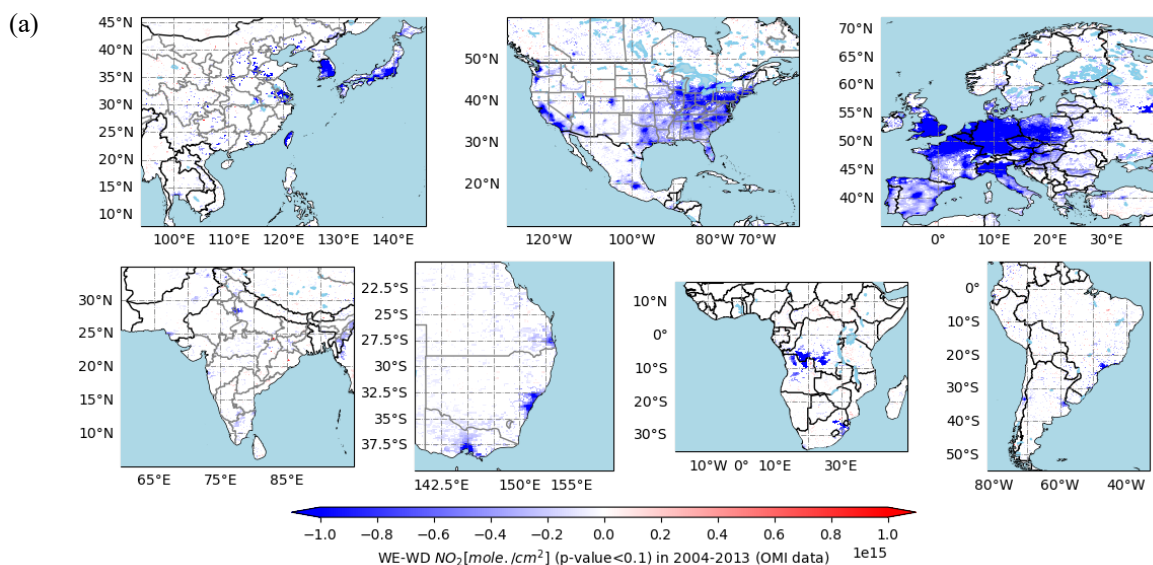 (a)
45°N
40°N
35°N
30°N
25°N
20°N
15°N
10°N
100°E 110°E 120°E 130°E 140°E
50°N
40°N
30°N
20°N
120°W 100°W 80°W 70°W
70°N
65°N
60°N
55°N
50°N
45°N
40°N
0° 10°E 20°E 30°E
30°N
25°N
20°N
15°N
10°N
65°E 75°E 85°E
22.5°S
25°S
27.5°S
30°S
32.5°S
35°S
37.5°S
142.5°E 150°E 155°E
10°N
0°
10°S
20°S
30°S
10°W 0° 10°E 30°E
0°
10°S
20°S
30°S
40°S
50°S
80°W 60°W 40°W
−1.0 −0.8 −0.6 −0.4 −0.2 0.0 0.2 0.4 0.6 0.8 1.0
1e15
WE-WD NO₂[mole./cm²] (p-value<0.1) in 2004-2013 (OMI data)